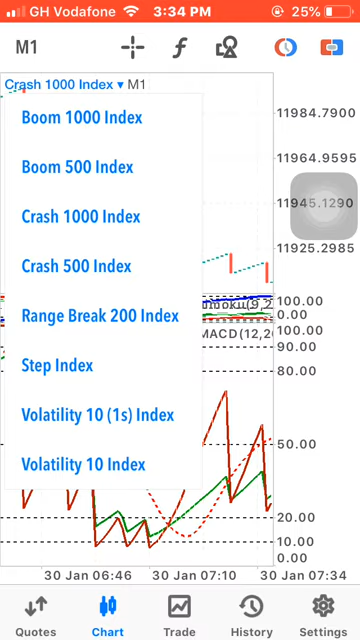 GH Vodafone 3:34 PM 25%
M1
Crash 1000 Index ▾ M1
11984.7900
Boom 1000 Index
11964.9595
Boom 500 Index
11945.1290
Crash 1000 Index
11925.2985
Crash 500 Index
100.00
Range Break 200 Index
0.00
MACD(12,2
100.00
90.00
Step Index
80.00
Volatility 10 (1s) Index
50.00
Volatility 10 Index
20.00
10.00
0.00
30 Jan 06:46 30 Jan 07:10 30 Jan 07:34
Quotes Chart Trade History Settings